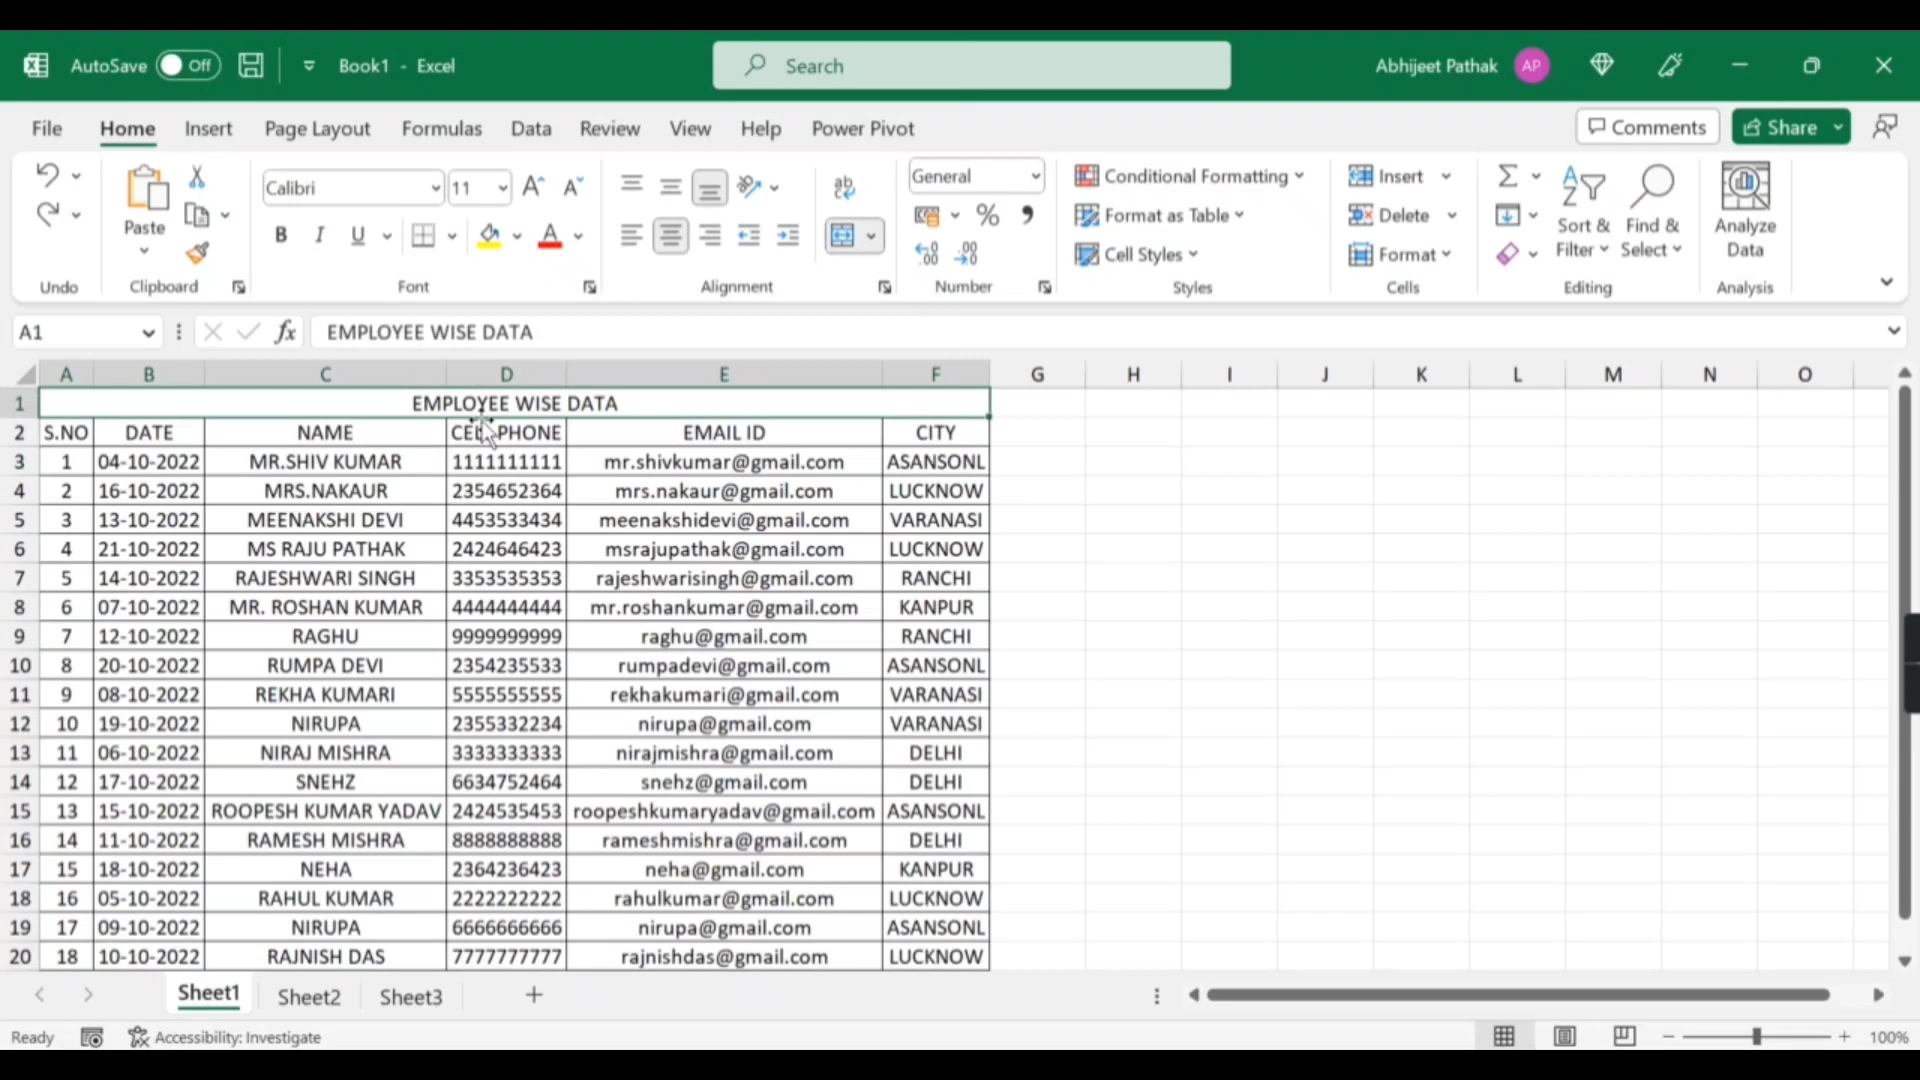 AutoSave Off Book1 - Excel Search Abhijeet Pathak AP
File Home Insert Page Layout Formulas Data Review View Help Power Pivot Comments Share
Calibri 11 General Conditional Formatting Insert
Paste B I U % Format as Table Delete Sort & Filter Find & Select Analyze Data
Cell Styles Format
Undo Clipboard Font Alignment Number Styles Cells Editing Analysis
A1 fx EMPLOYEE WISE DATA
A B C D E F G H I J K L M N O
1 EMPLOYEE WISE DATA
2 S.NO DATE NAME CELL PHONE EMAIL ID CITY
3 1 04-10-2022 MR.SHIV KUMAR 1111111111 mr.shivkumar@gmail.com ASANSONL
4 2 16-10-2022 MRS.NAKAUR 2354652364 mrs.nakaur@gmail.com LUCKNOW
5 3 13-10-2022 MEENAKSHI DEVI 4453533434 meenakshidevi@gmail.com VARANASI
6 4 21-10-2022 MS RAJU PATHAK 2424646423 msrajupathak@gmail.com LUCKNOW
7 5 14-10-2022 RAJESHWARI SINGH 3353535353 rajeshwarisingh@gmail.com RANCHI
8 6 07-10-2022 MR. ROSHAN KUMAR 4444444444 mr.roshankumar@gmail.com KANPUR
9 7 12-10-2022 RAGHU 9999999999 raghu@gmail.com RANCHI
10 8 20-10-2022 RUMPA DEVI 2354235533 rumpadevi@gmail.com ASANSONL
11 9 08-10-2022 REKHA KUMARI 5555555555 rekhakumari@gmail.com VARANASI
12 10 19-10-2022 NIRUPA 2355332234 nirupa@gmail.com VARANASI
13 11 06-10-2022 NIRAJ MISHRA 3333333333 nirajmishra@gmail.com DELHI
14 12 17-10-2022 SNEHZ 6634752464 snehz@gmail.com DELHI
15 13 15-10-2022 ROOPESH KUMAR YADAV 2424535453 roopeshkumaryadav@gmail.com ASANSONL
16 14 11-10-2022 RAMESH MISHRA 8888888888 rameshmishra@gmail.com DELHI
17 15 18-10-2022 NEHA 2364236423 neha@gmail.com KANPUR
18 16 05-10-2022 RAHUL KUMAR 2222222222 rahulkumar@gmail.com LUCKNOW
19 17 09-10-2022 NIRUPA 6666666666 nirupa@gmail.com ASANSONL
20 18 10-10-2022 RAJNISH DAS 7777777777 rajnishdas@gmail.com LUCKNOW
Sheet1 Sheet2 Sheet3
Ready Accessibility: Investigate 100%